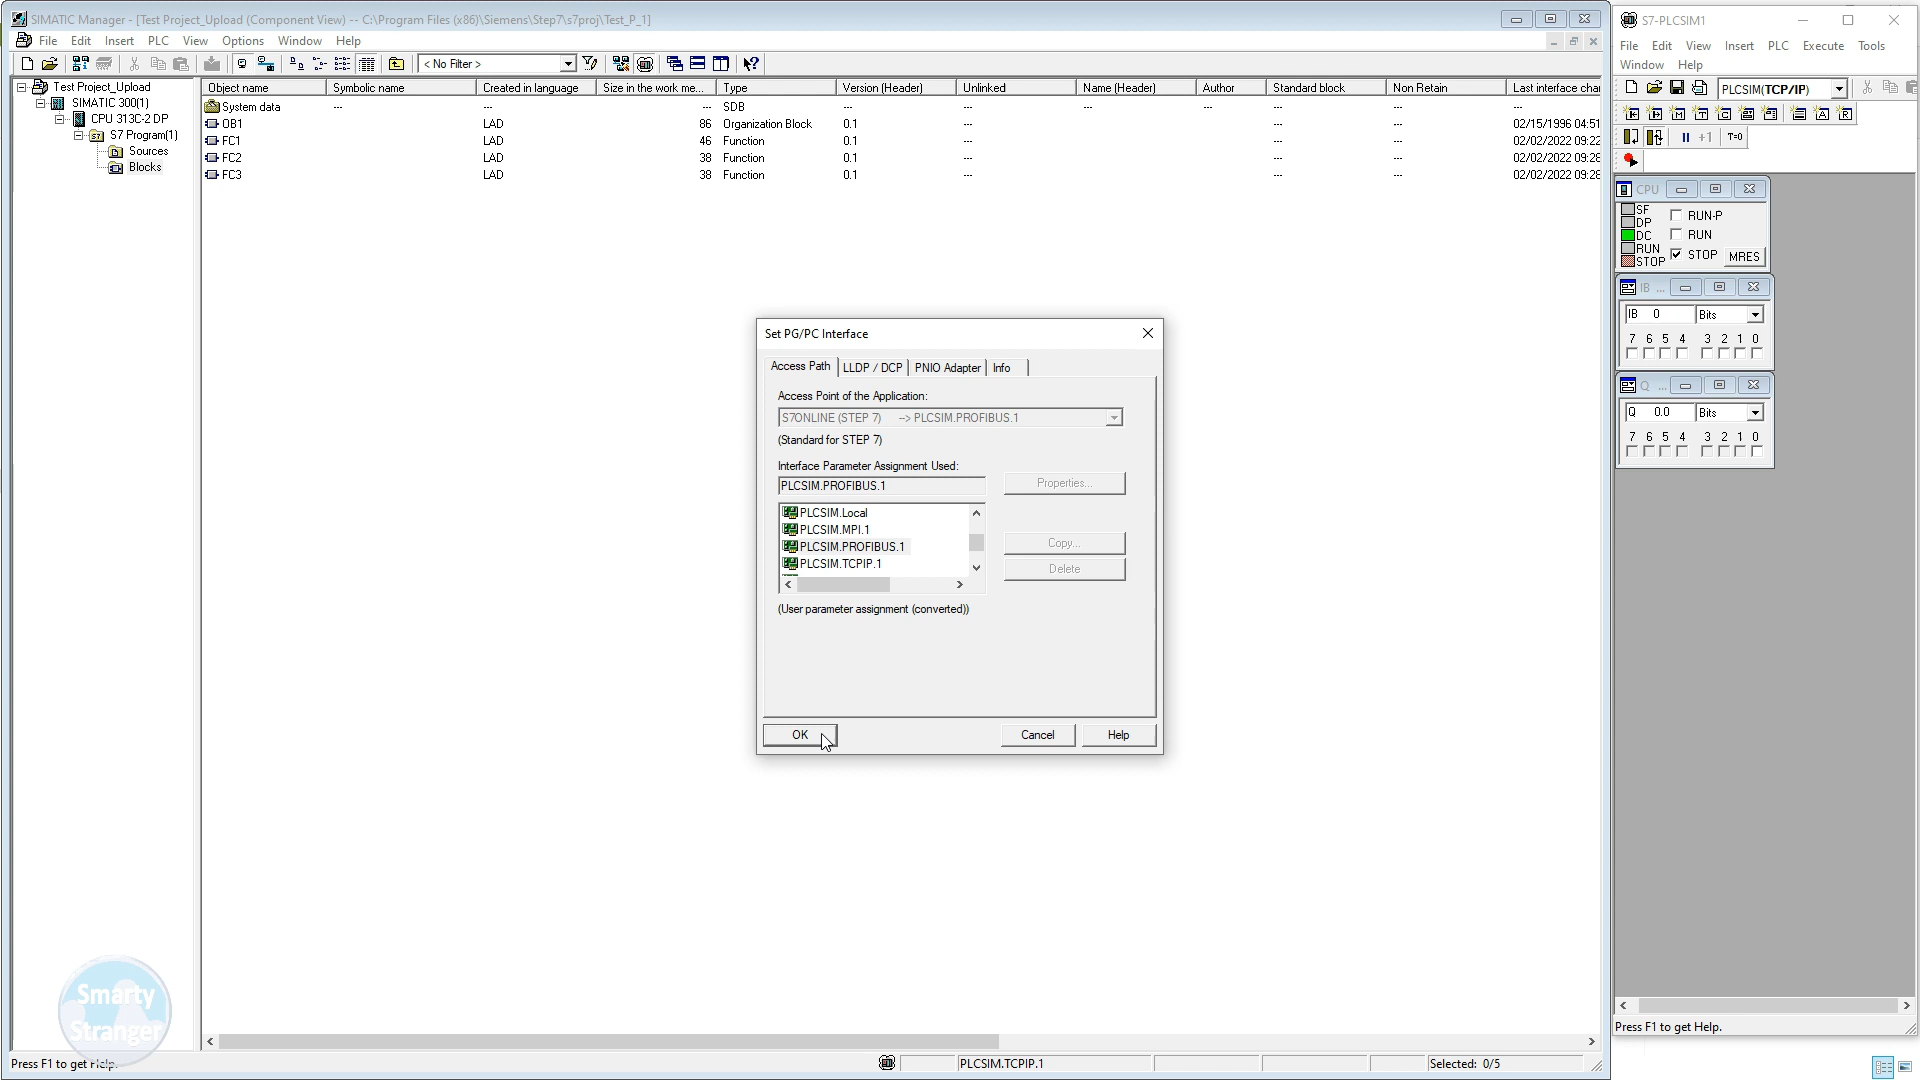 SIMATIC Manager - [Test Project_Upload (Component View) -- C:\Program Files (x86)\Siemens\Step7\s7proj\Test_P_1]
File Edit Insert PLC View Options Window Help
< No Filter >
Test Project_Upload
SIMATIC 300(1)
CPU 313C-2 DP
S7 Program(1)
Sources
Blocks
Object name Symbolic name Created in language Size in the work me... Type Version (Header) Unlinked Name (Header) Author Standard block Non Retain Last interface char
System data --- --- --- SDB --- --- --- --- --- --- ---
OB1 LAD 86 Organization Block 0.1 --- --- --- 02/15/1996 04:51
FC1 LAD 46 Function 0.1 --- --- --- 02/02/2022 09:22
FC2 LAD 38 Function 0.1 --- --- --- 02/02/2022 09:28
FC3 LAD 38 Function 0.1 --- --- --- 02/02/2022 09:28
Set PG/PC Interface
Access Path LLDP / DCP PNIO Adapter Info
Access Point of the Application:
S7ONLINE (STEP 7) --> PLCSIM.PROFIBUS.1
(Standard for STEP 7)
Interface Parameter Assignment Used:
PLCSIM.PROFIBUS.1
Properties...
PLCSIM.Local
PLCSIM.MPI.1
PLCSIM.PROFIBUS.1
PLCSIM.TCPIP.1
Copy...
Delete
(User parameter assignment (converted))
OK Cancel Help
Smarty
Stranger
Press F1 to get Help.
PLCSIM.TCPIP.1
Selected: 0/5
S7-PLCSIM1
File Edit View Insert PLC Execute Tools
Window Help
PLCSIM(TCP/IP)
+1 T=0
CPU
SF
DP
DC
RUN
STOP
RUN-P
RUN
STOP MRES
IB ...
IB 0 Bits
7 6 5 4 3 2 1 0
Q ...
Q 0.0 Bits
7 6 5 4 3 2 1 0
Press F1 to get Help.